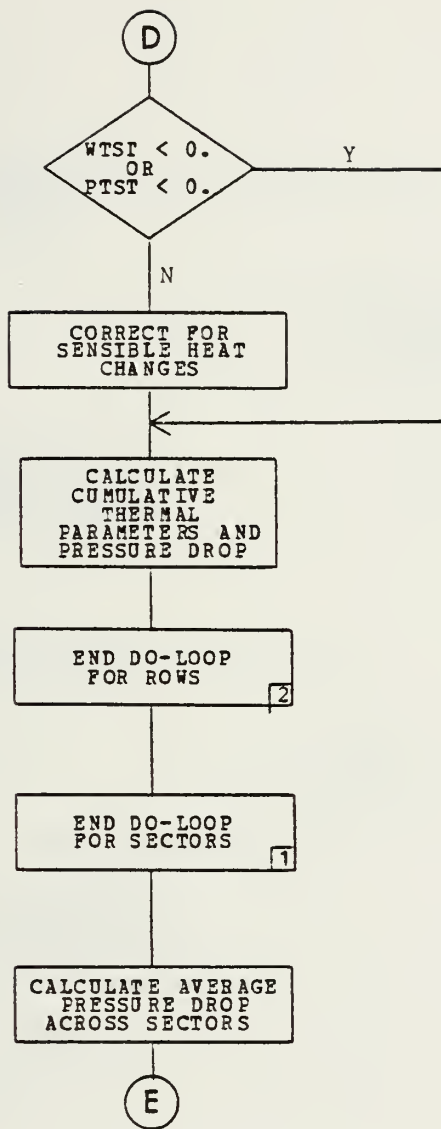 D
WTST < 0.
OR
PTST < 0.
Y
N
CORRECT FOR
SENSIBLE HEAT
CHANGES
CALCULATE
CUMULATIVE
THERMAL
PARAMETERS AND
PRESSURE DROP
END DO-LOOP
FOR ROWS
2
END DO-LOOP
FOR SECTORS
1
CALCULATE AVERAGE
PRESSURE DROP
ACROSS SECTORS
E